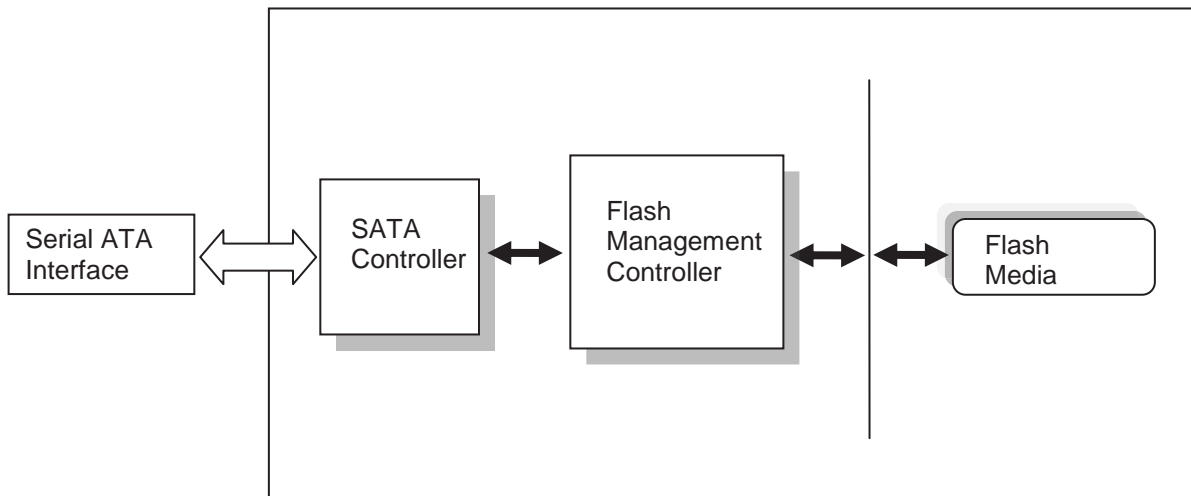 Serial ATA
Interface
SATA
Controller
Flash
Management
Controller
Flash
Media